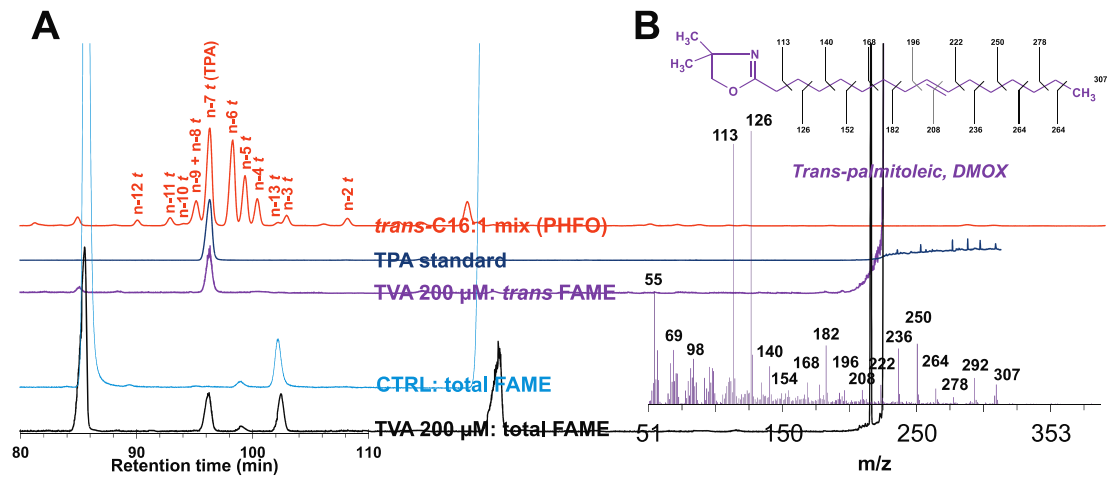 A
n-12 t
n-11 t
n-10 t
n-9 + n-8 t
n-7 t (TPA)
n-6 t
n-5 t
n-4 t
n-13 t
n-3 t
n-2 t
trans-C16:1 mix (PHFO)
TPA standard
TVA 200 µM: trans FAME
CTRL: total FAME
TVA 200 µM: total FAME
80 90 100 110
Retention time (min)
B
H₃C
H₃C
N
O
CH₃
113 140 168 196 222 250 278
307
126 152 182 208 236 264 264
Trans-palmitoleic, DMOX
55
69
98
113
126
140
154
168
182
196
208
222
236
250
264
278
292
307
51 150 250 353
m/z